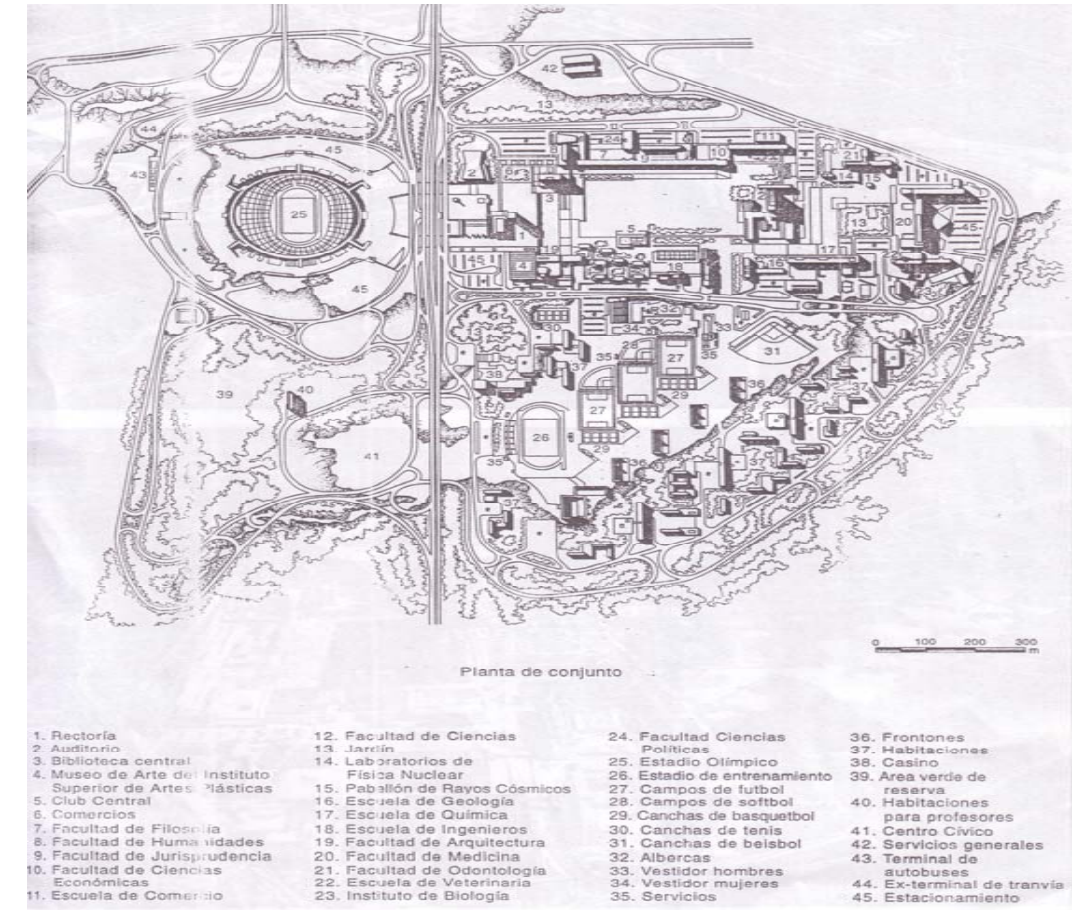 0 100 200 300
m
Planta de conjunto
1. Rectoría
2. Auditorio
3. Biblioteca central
4. Museo de Arte del Instituto
Superior de Artes Plásticas
5. Club Central
6. Comercios
7. Facultad de Filosofía
8. Facultad de Humanidades
9. Facultad de Jurisprudencia
10. Facultad de Ciencias
Económicas
11. Escuela de Comercio
12. Facultad de Ciencias
13. Jardín
14. Laboratorios de
Física Nuclear
15. Pabellón de Rayos Cósmicos
16. Escuela de Geología
17. Escuela de Química
18. Escuela de Ingenieros
19. Facultad de Arquitectura
20. Facultad de Medicina
21. Facultad de Odontología
22. Escuela de Veterinaria
23. Instituto de Biología
24. Facultad Ciencias
Políticas
25. Estadio Olímpico
26. Estadio de entrenamiento
27. Campos de futbol
28. Campos de softbol
29. Canchas de basquetbol
30. Canchas de tenis
31. Canchas de beisbol
32. Albercas
33. Vestidor hombres
34. Vestidor mujeres
35. Servicios
36. Frontones
37. Habitaciones
38. Casino
39. Area verde de
reserva
40. Habitaciones
para profesores
41. Centro Cívico
42. Servicios generales
43. Terminal de
autobuses
44. Ex-terminal de tranvía
45. Estacionamiento